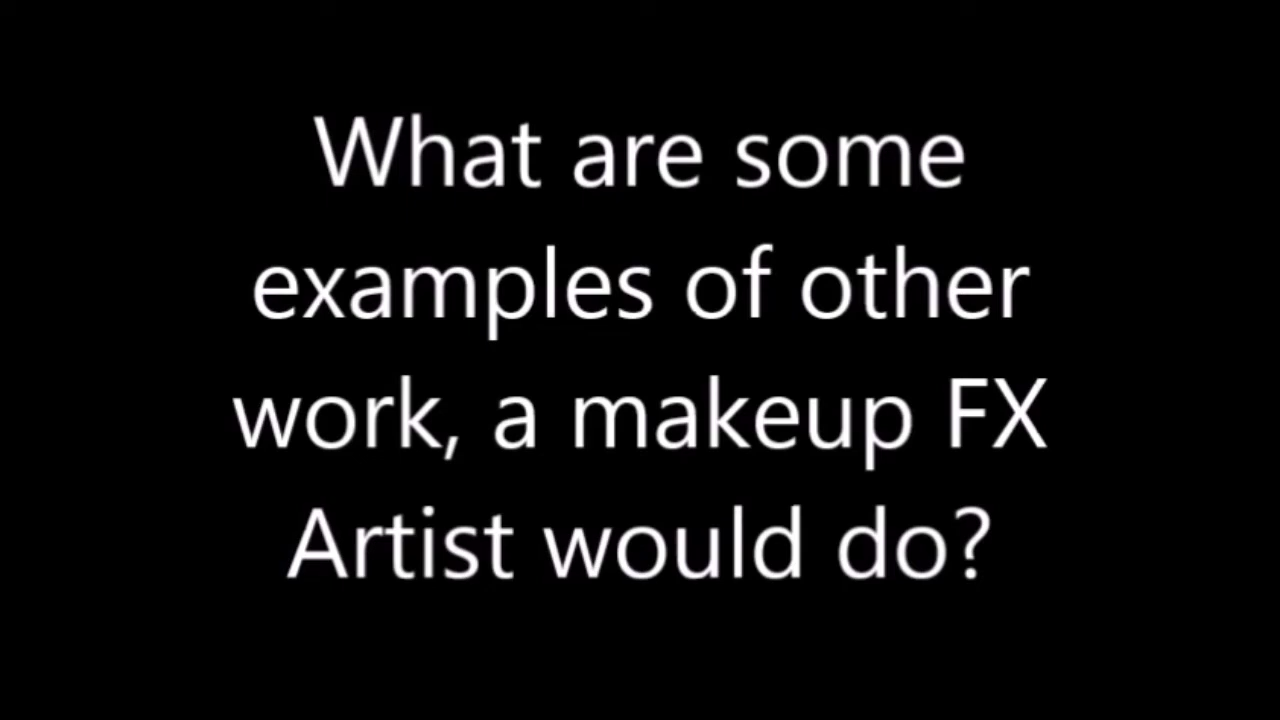 What are some
examples of other
work, a makeup FX
Artist would do?